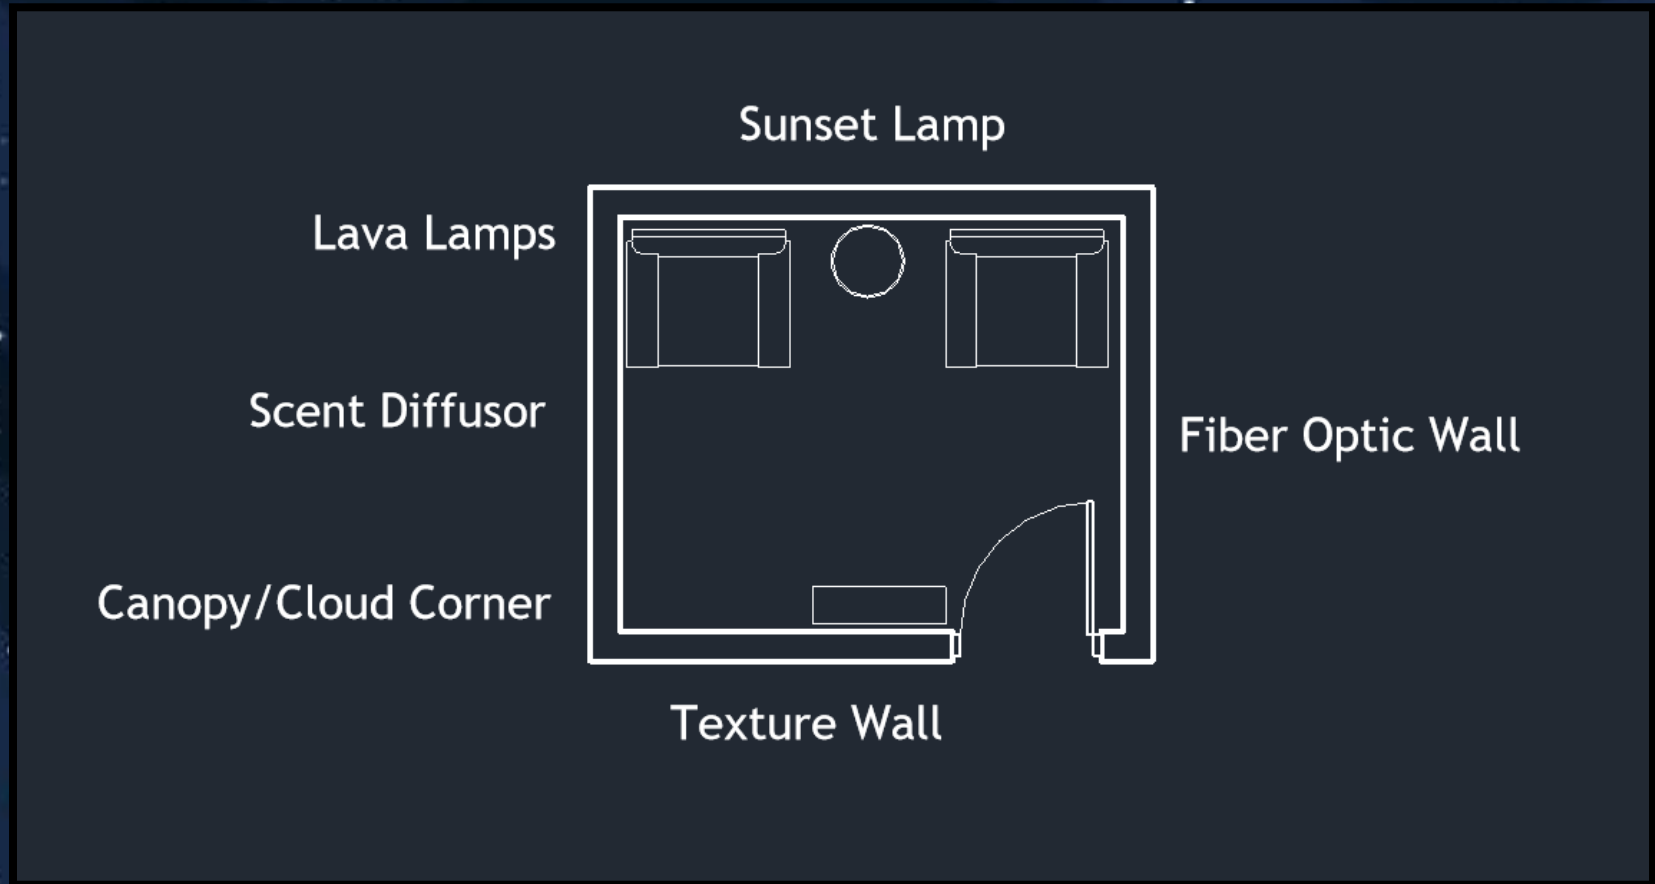 Sunset Lamp
Lava Lamps
Scent Diffusor
Fiber Optic Wall
Canopy/Cloud Corner
Texture Wall